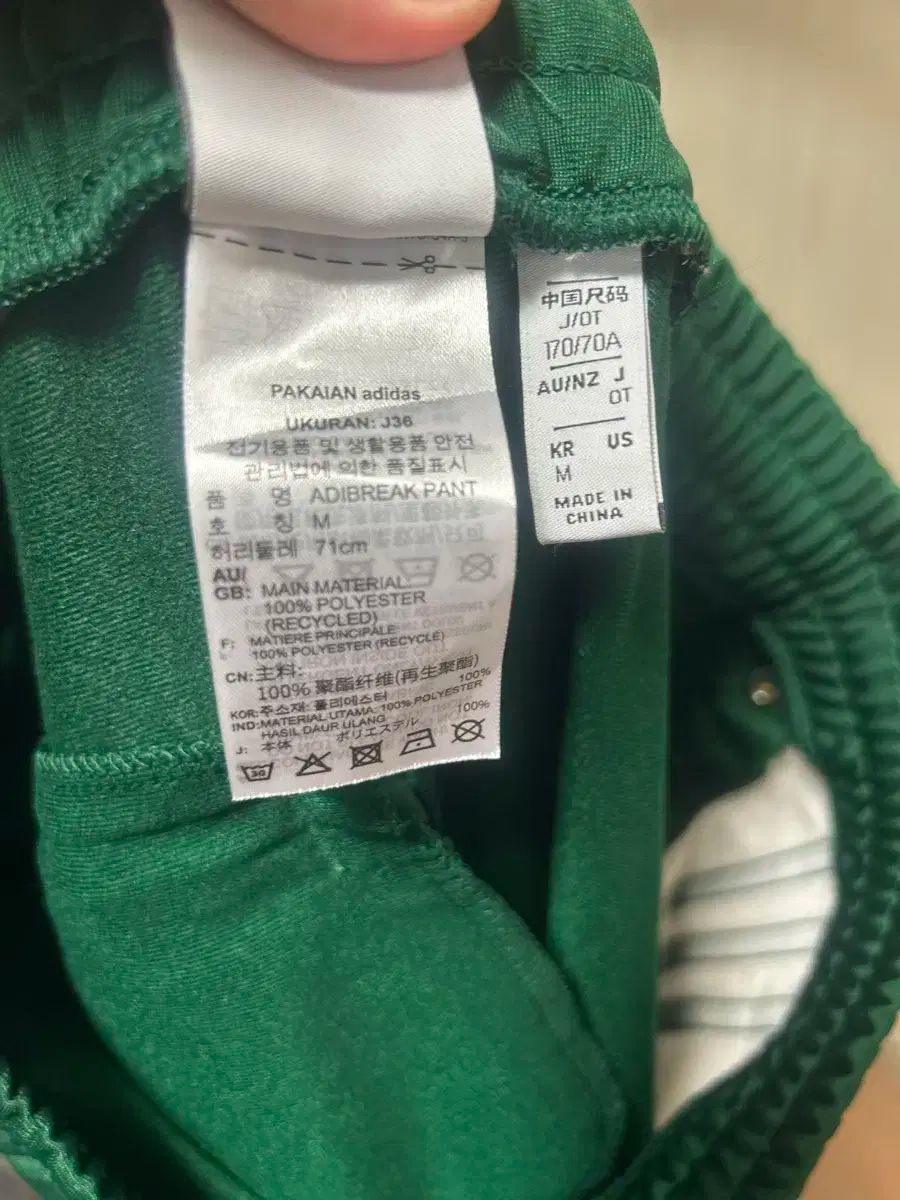 PAKAIAN adidas
UKURAN: J36
전기용품 및 생활용품 안전
관리법에 의한 품질표시
품 명 ADIBREAK PANT
호 칭 M
허리둘레 71cm
AU/
GB: MAIN MATERIAL:
100% POLYESTER
(RECYCLED)
F: MATIERE PRINCIPALE
100% POLYESTER (RECYCLÉ)
CN:主料:
100% 聚酯纤维(再生聚酯)
KOR:주소재: 폴리에스터 100%
IND:MATERIAL UTAMA: 100% POLYESTER
HASIL DAUR ULANG
J: 本体 ポリエステル 100%
30
中国尺码
J/OT
170/70A
AU/NZ J
OT
KR US
M
MADE IN
CHINA